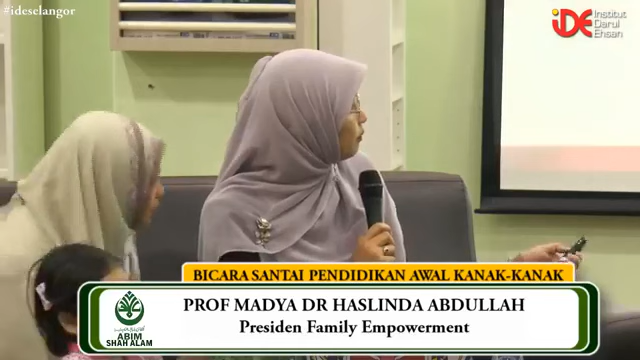 #ideselangor
iDE Institut
Darul
Ehsan
BICARA SANTAI PENDIDIKAN AWAL KANAK-KANAK
PROF MADYA DR HASLINDA ABDULLAH
Presiden Family Empowerment
ABIM
SHAH ALAM